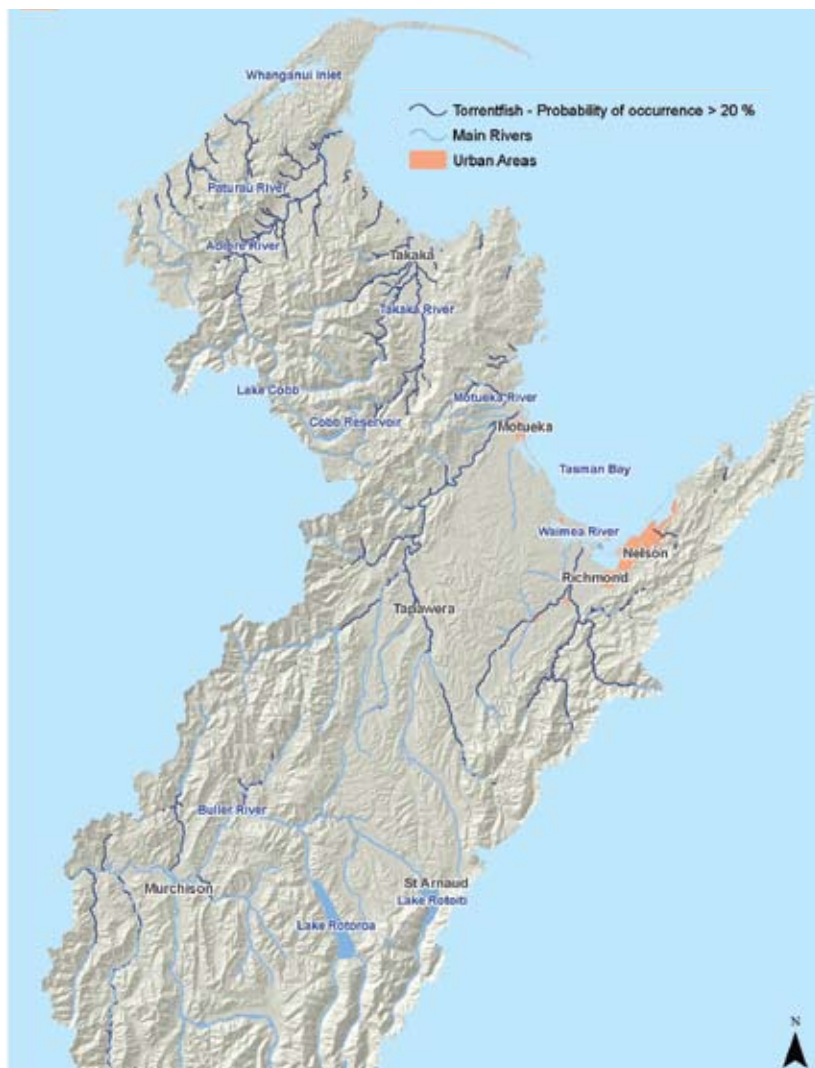 Whanganui Inlet
Torrentfish - Probability of occurrence > 20 %
Main Rivers
Urban Areas
Paturau River
Aorere River
Takaka
Takaka River
Lake Cobb
Cobb Reservoir
Motueka River
Motueka
Tasman Bay
Waimea River
Nelson
Richmond
Tapawera
Buller River
Murchison
St Arnaud
Lake Rotoiti
Lake Rotoroa
N